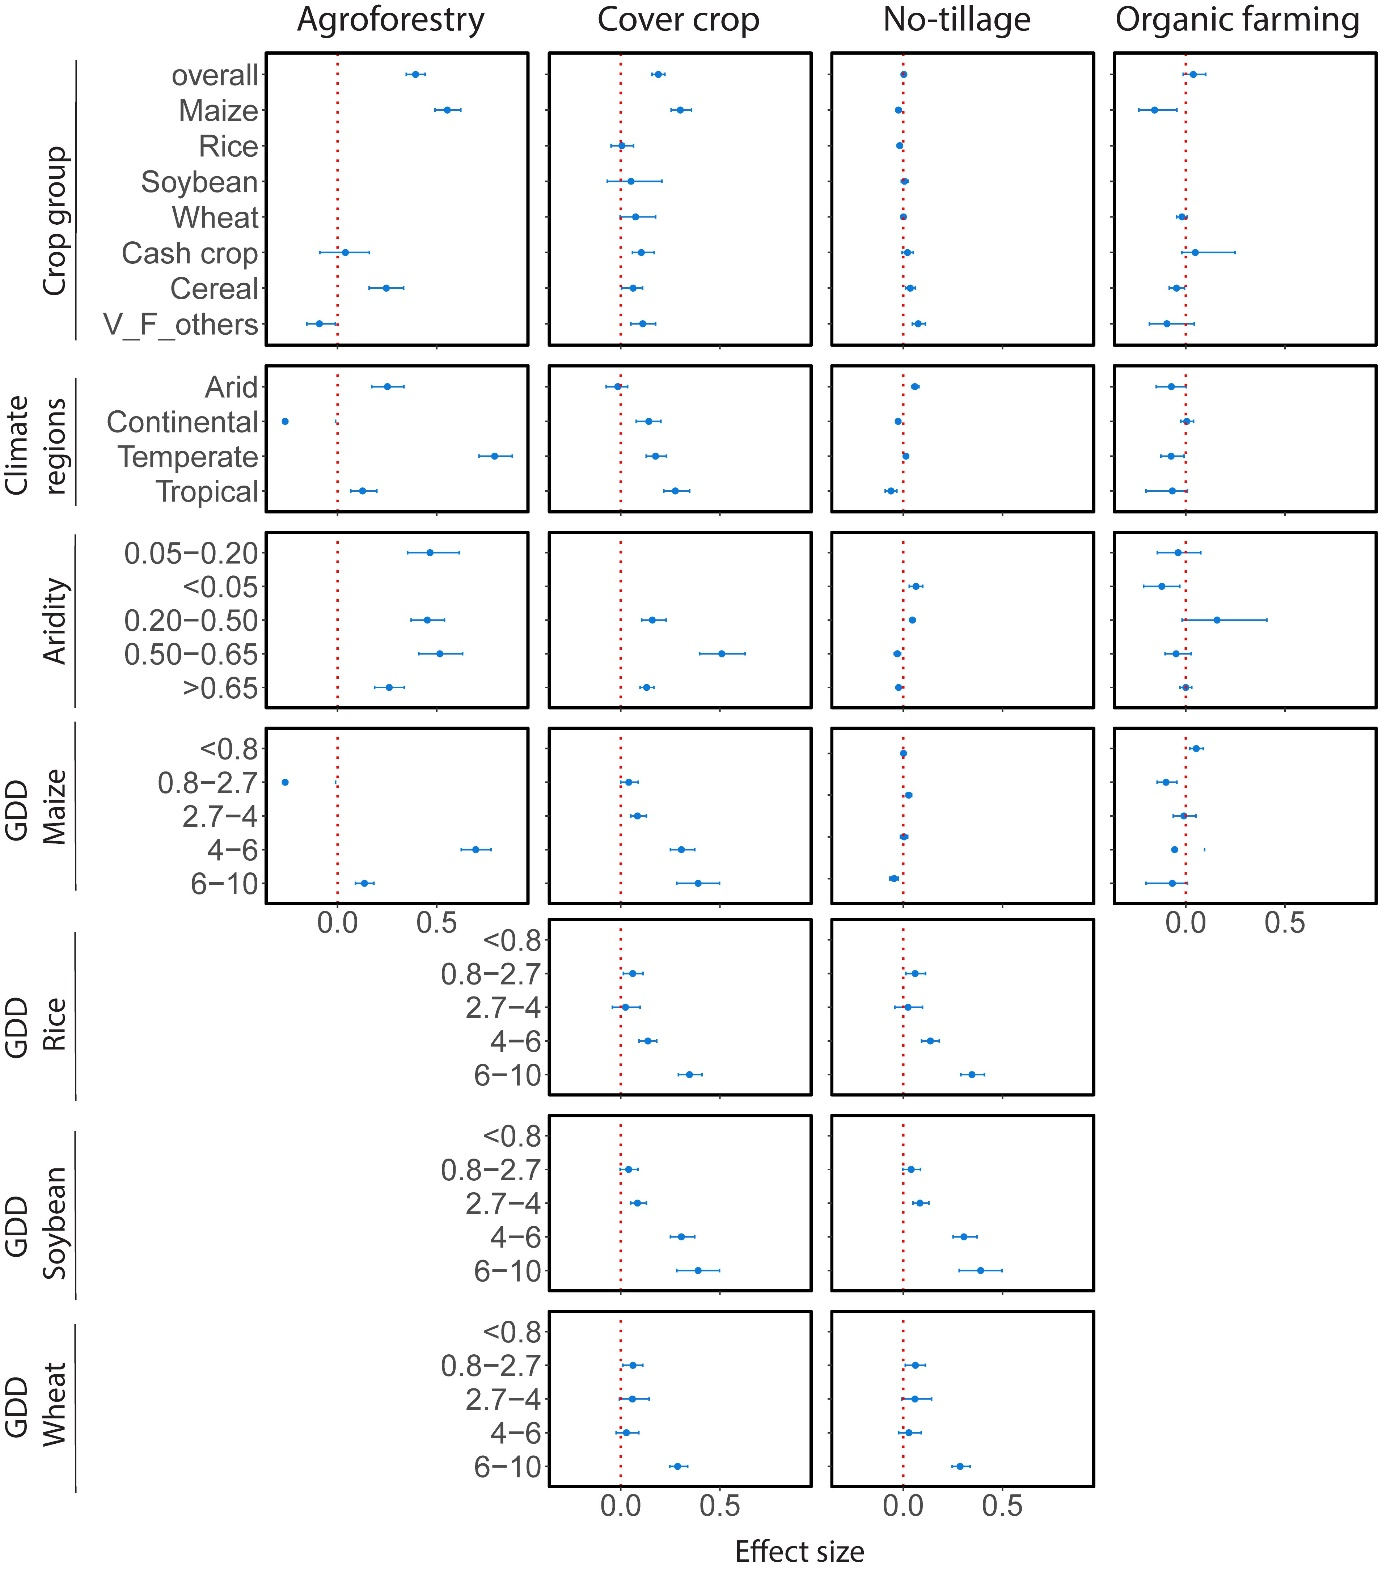 Agroforestry Cover crop No-tillage Organic farming
Crop group
overall
Maize
Rice
Soybean
Wheat
Cash crop
Cereal
V_F_others
Climate
regions
Arid
Continental
Temperate
Tropical
Aridity
0.05−0.20
<0.05
0.20−0.50
0.50−0.65
>0.65
GDD
Maize
<0.8
0.8−2.7
2.7−4
4−6
6−10
0.0 0.5 0.0 0.5
GDD
Rice
<0.8
0.8−2.7
2.7−4
4−6
6−10
GDD
Soybean
<0.8
0.8−2.7
2.7−4
4−6
6−10
GDD
Wheat
<0.8
0.8−2.7
2.7−4
4−6
6−10
0.0 0.5 0.0 0.5
Effect size